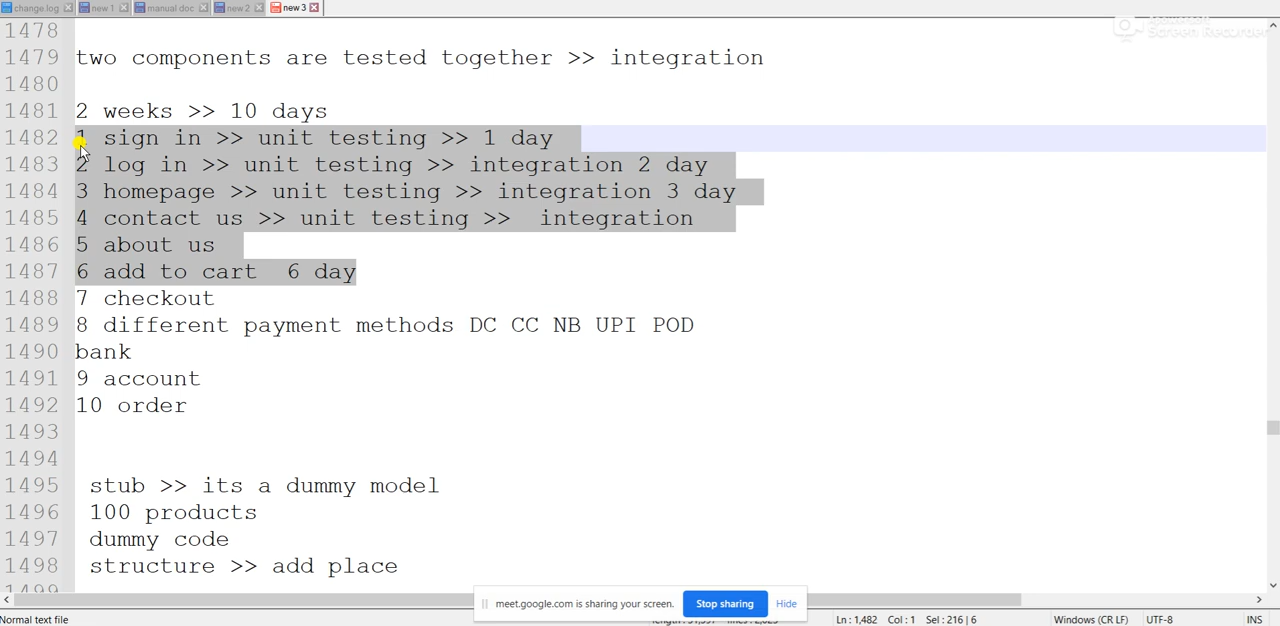 change.log new 1 manual doc new 2 new 3
Screen Recorder
1478
1479 two components are tested together >> integration
1480
1481 2 weeks >> 10 days
1482 1 sign in >> unit testing >> 1 day
1483 2 log in >> unit testing >> integration 2 day
1484 3 homepage >> unit testing >> integration 3 day
1485 4 contact us >> unit testing >> integration
1486 5 about us
1487 6 add to cart 6 day
1488 7 checkout
1489 8 different payment methods DC CC NB UPI POD
1490 bank
1491 9 account
1492 10 order
1493
1494
1495 stub >> its a dummy model
1496 100 products
1497 dummy code
1498 structure >> add place
1499
meet.google.com is sharing your screen. Stop sharing Hide
Normal text file Ln : 1,482 Col : 1 Sel : 216 | 6 Windows (CR LF) UTF-8 INS